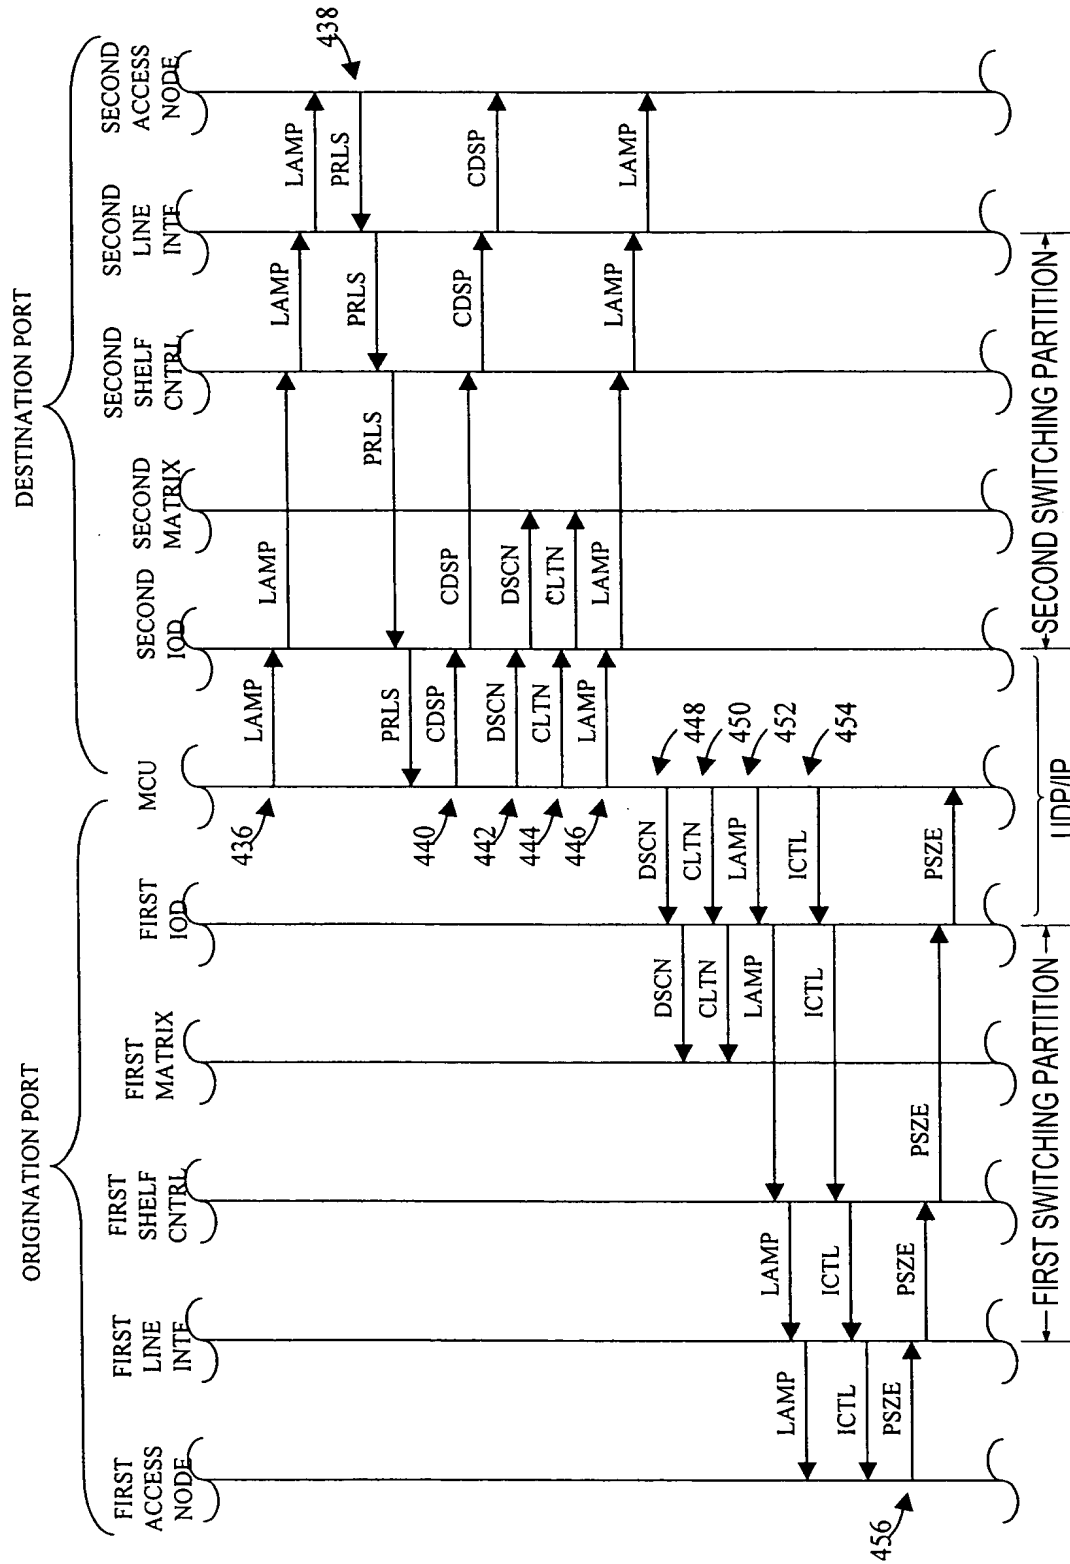 ORIGINATION PORT
DESTINATION PORT
FIRST
ACCESS
NODE
FIRST
LINE
INTF
FIRST
SHELF
CNTRL
FIRST
MATRIX
FIRST
IOD
MCU
SECOND
IOD
SECOND
MATRIX
SECOND
SHELF
CNTRL
SECOND
LINE
INTF
SECOND
ACCESS
NODE
436
LAMP
LAMP
LAMP
LAMP
438
PRLS
PRLS
PRLS
PRLS
440
CDSP
CDSP
CDSP
CDSP
442
DSCN
DSCN
444
CLTN
CLTN
446
LAMP
LAMP
LAMP
LAMP
448
DSCN
DSCN
450
CLTN
CLTN
452
LAMP
LAMP
LAMP
LAMP
454
ICTL
ICTL
ICTL
ICTL
456
PSZE
PSZE
PSZE
PSZE
FIRST SWITCHING PARTITION
UDP/IP
SECOND SWITCHING PARTITION